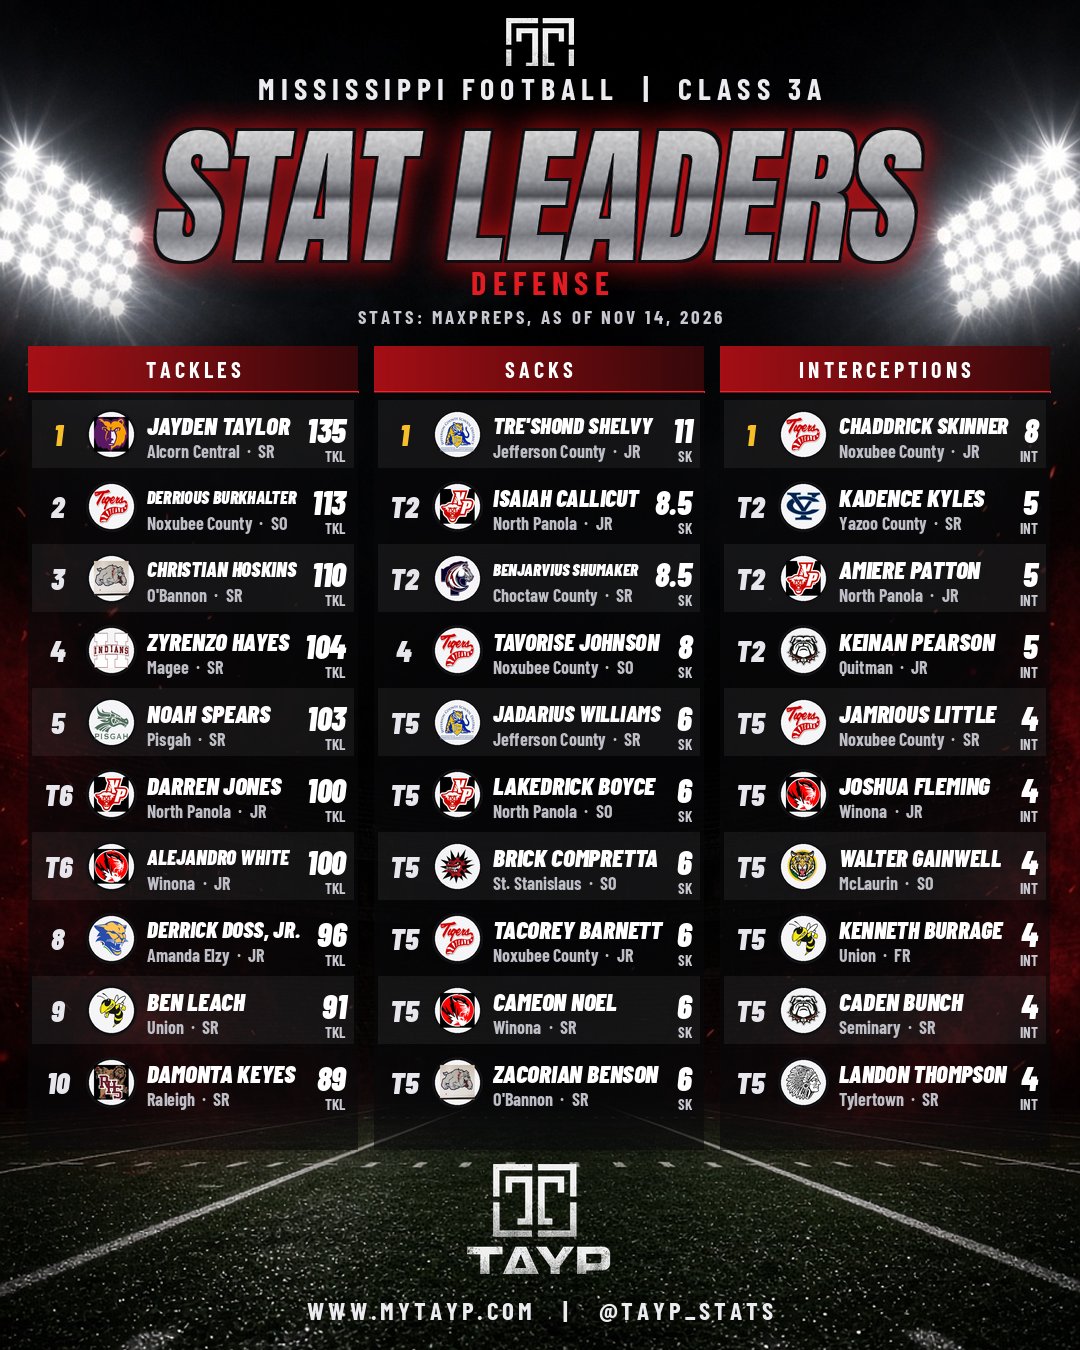 MISSISSIPPI FOOTBALL | CLASS 3A
STAT LEADERS
DEFENSE
STATS: MAXPREPS, AS OF NOV 14, 2026
TACKLES
1 JAYDEN TAYLOR 135
Alcorn Central · SR TKL
2 Tigers DERRIOUS BURKHALTER 113
Noxubee County · SO TKL
3 CHRISTIAN HOSKINS 110
O'Bannon · SR TKL
4 INDIANS ZYRENZO HAYES 104
Magee · SR TKL
5 PISGAH NOAH SPEARS 103
Pisgah · SR TKL
T6 NP DARREN JONES 100
North Panola · JR TKL
T6 ALEJANDRO WHITE 100
Winona · JR TKL
8 DERRICK DOSS, JR. 96
Amanda Elzy · JR TKL
9 BEN LEACH 91
Union · SR TKL
10 RHS DAMONTA KEYES 89
Raleigh · SR TKL
SACKS
1 TRE'SHOND SHELVY 11
Jefferson County · JR SK
T2 NP ISAIAH CALLICUT 8.5
North Panola · JR SK
T2 BENJARVIUS SHUMAKER 8.5
Choctaw County · SR SK
4 Tigers TAVORISE JOHNSON 8
Noxubee County · SO SK
T5 JADARIUS WILLIAMS 6
Jefferson County · SR SK
T5 NP LAKEDRICK BOYCE 6
North Panola · SO SK
T5 BRICK COMPRETTA 6
St. Stanislaus · SO SK
T5 Tigers TACOREY BARNETT 6
Noxubee County · JR SK
T5 CAMEON NOEL 6
Winona · SR SK
T5 ZACORIAN BENSON 6
O'Bannon · SR SK
INTERCEPTIONS
1 Tigers CHADDRICK SKINNER 8
Noxubee County · JR INT
T2 YC KADENCE KYLES 5
Yazoo County · SR INT
T2 NP AMIERE PATTON 5
North Panola · JR INT
T2 KEINAN PEARSON 5
Quitman · JR INT
T5 Tigers JAMRIOUS LITTLE 4
Noxubee County · SR INT
T5 JOSHUA FLEMING 4
Winona · JR INT
T5 WALTER GAINWELL 4
McLaurin · SO INT
T5 KENNETH BURRAGE 4
Union · FR INT
T5 CADEN BUNCH 4
Seminary · SR INT
T5 LANDON THOMPSON 4
Tylertown · SR INT
TAYP
WWW.MYTAYP.COM | @TAYP_STATS